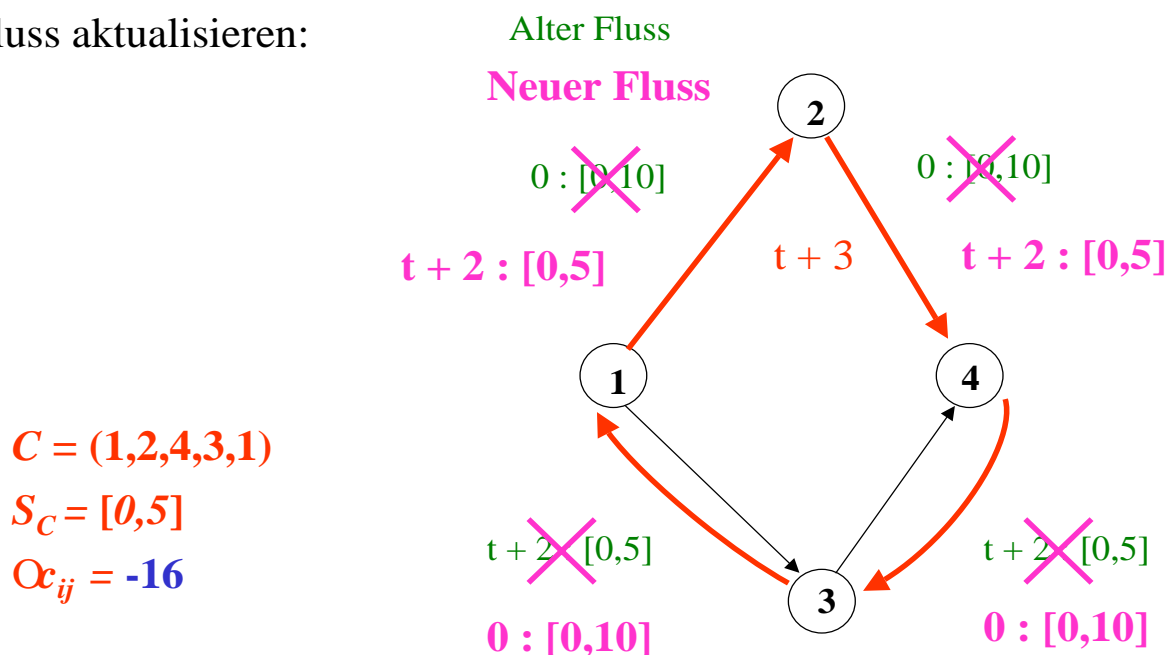 luss aktualisieren:
Alter Fluss
Neuer Fluss
2
0 : [0,10]
0 : [0,10]
t + 2 : [0,5]
t + 3
t + 2 : [0,5]
1
4
C = (1,2,4,3,1)
S_C = [0,5]
t + 2 : [0,5]
t + 2 : [0,5]
Oc_ij = -16
3
0 : [0,10]
0 : [0,10]